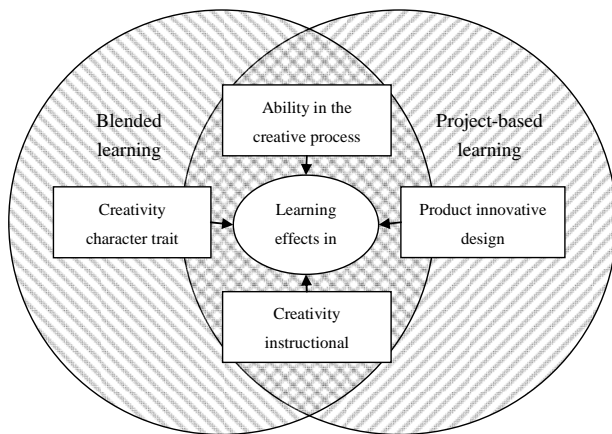 Ability in the
creative process
Blended
learning
Project-based
learning
Creativity
character trait
Learning
effects in
Product innovative
design
Creativity
instructional